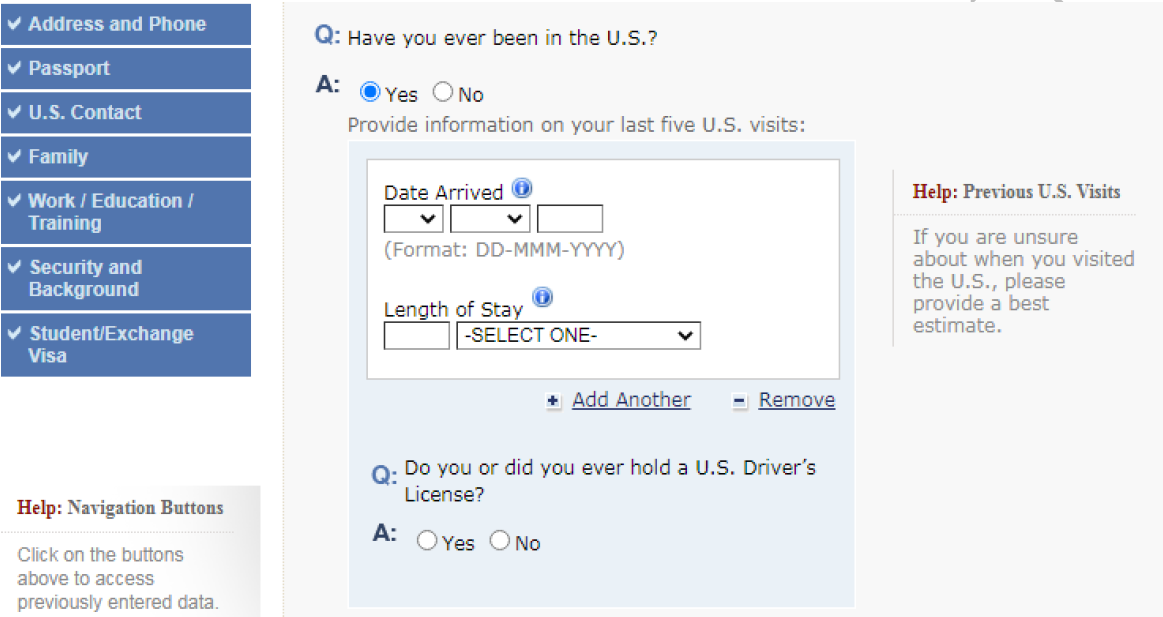 Address and Phone
Passport
U.S. Contact
Family
Work / Education /
Training
Security and
Background
Student/Exchange
Visa
Help: Navigation Buttons
Click on the buttons
above to access
previously entered data.
Q: Have you ever been in the U.S.?
A: Yes No
Provide information on your last five U.S. visits:
Date Arrived
(Format: DD-MMM-YYYY)
Length of Stay
-SELECT ONE-
Add Another Remove
Q: Do you or did you ever hold a U.S. Driver’s
License?
A: Yes No
Help: Previous U.S. Visits
If you are unsure
about when you visited
the U.S., please
provide a best
estimate.